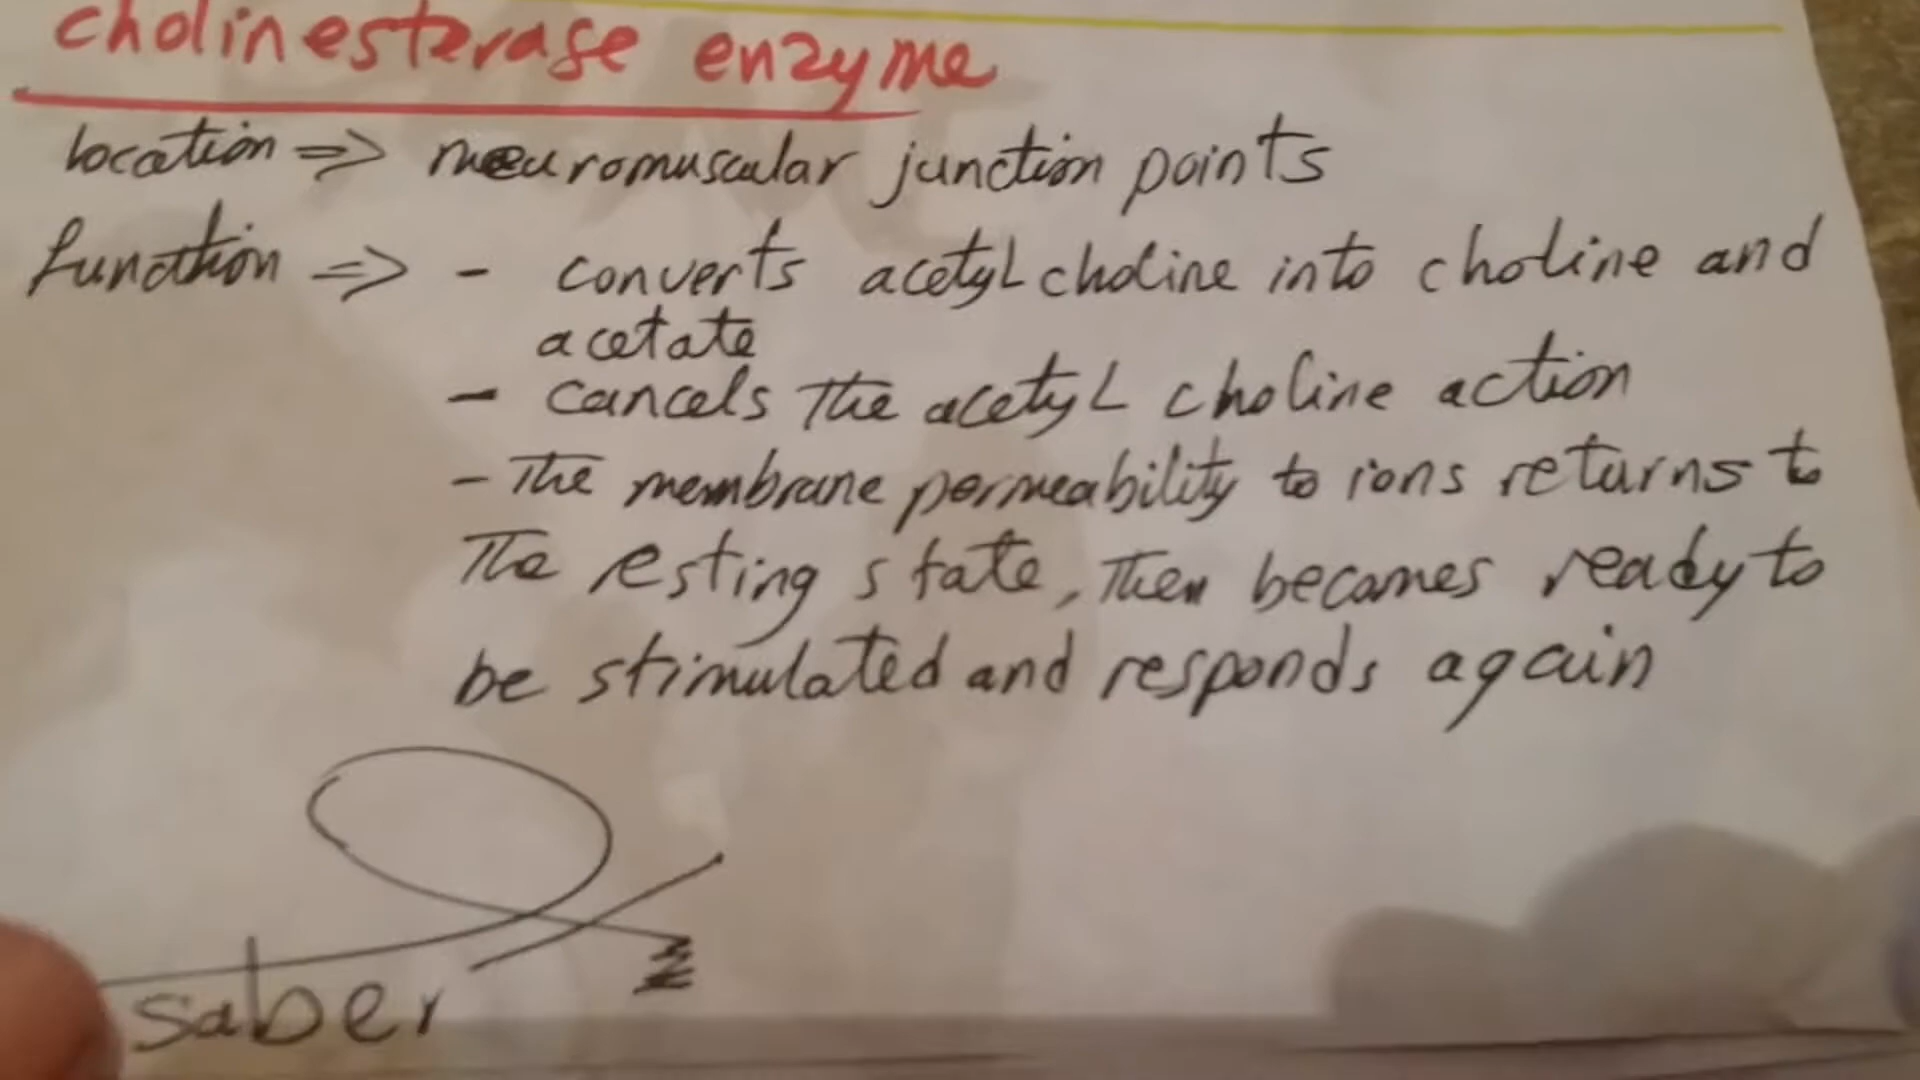 cholinesterase enzyme
location => neuromuscular junction points
function => - converts acetyl choline into choline and
acetate
- cancels the acetyl choline action
- The membrane permeability to ions returns to
The resting state, Then becomes ready to
be stimulated and responds again
saber